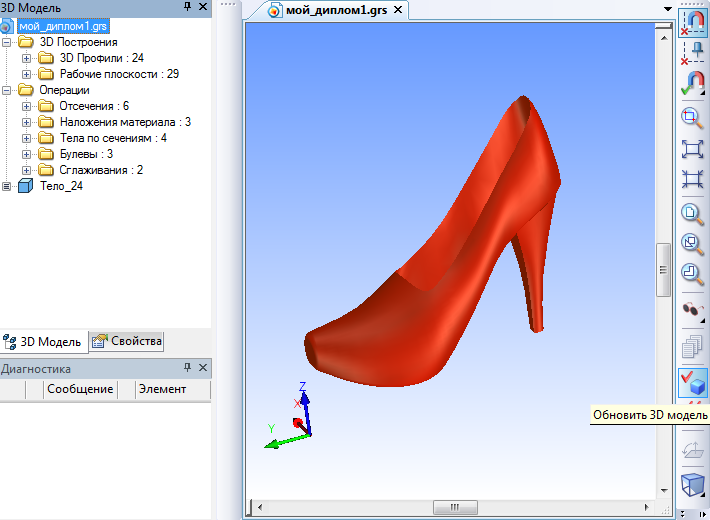 3D Модель
мой_диплом1.grs
3D Построения
3D Профили : 24
Рабочие плоскости : 29
Операции
Отсечения : 6
Наложения материала : 3
Тела по сечениям : 4
Булевы : 3
Сглаживания : 2
Тело_24
3D Модель
Свойства
Диагностика
Сообщение
Элемент
мой_диплом1.grs
Z
X
Y
Обновить 3D модель